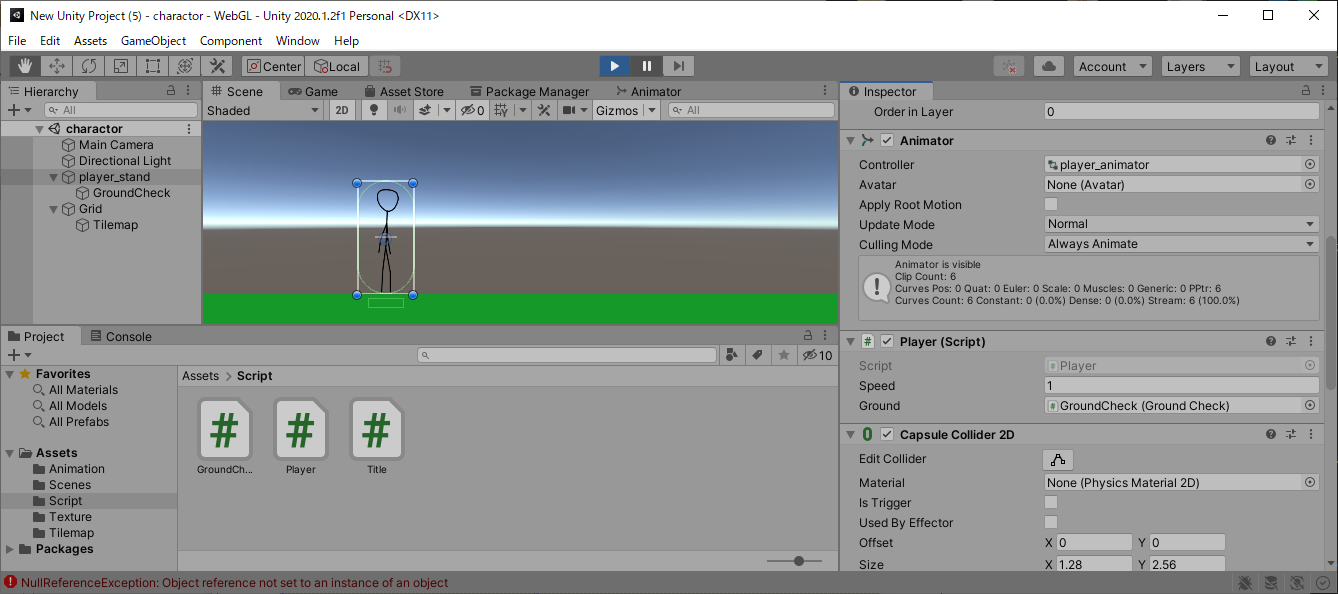 New Unity Project (5) - charactor - WebGL - Unity 2020.1.2f1 Personal <DX11>
File Edit Assets GameObject Component Window Help
Center Local Account Layers Layout
Hierarchy
All
charactor
Main Camera
Directional Light
player_stand
GroundCheck
Grid
Tilemap
Scene Game Asset Store Package Manager Animator
Shaded 2D 0 Gizmos All
Project Console
10
Favorites
All Materials
All Models
All Prefabs
Assets
Animation
Scenes
Script
Texture
Tilemap
Packages
Assets > Script
# # #
GroundCh... Player Title
Inspector
Order in Layer 0
Animator
Controller player_animator
Avatar None (Avatar)
Apply Root Motion
Update Mode Normal
Culling Mode Always Animate
Animator is visible
Clip Count: 6
Curves Pos: 0 Quat: 0 Euler: 0 Scale: 0 Muscles: 0 Generic: 0 PPtr: 6
Curves Count: 6 Constant: 0 (0.0%) Dense: 0 (0.0%) Stream: 6 (100.0%)
# Player (Script)
Script Player
Speed 1
Ground GroundCheck (Ground Check)
Capsule Collider 2D
Edit Collider
Material None (Physics Material 2D)
Is Trigger
Used By Effector
Offset X 0 Y 0
Size X 1.28 Y 2.56
NullReferenceException: Object reference not set to an instance of an object